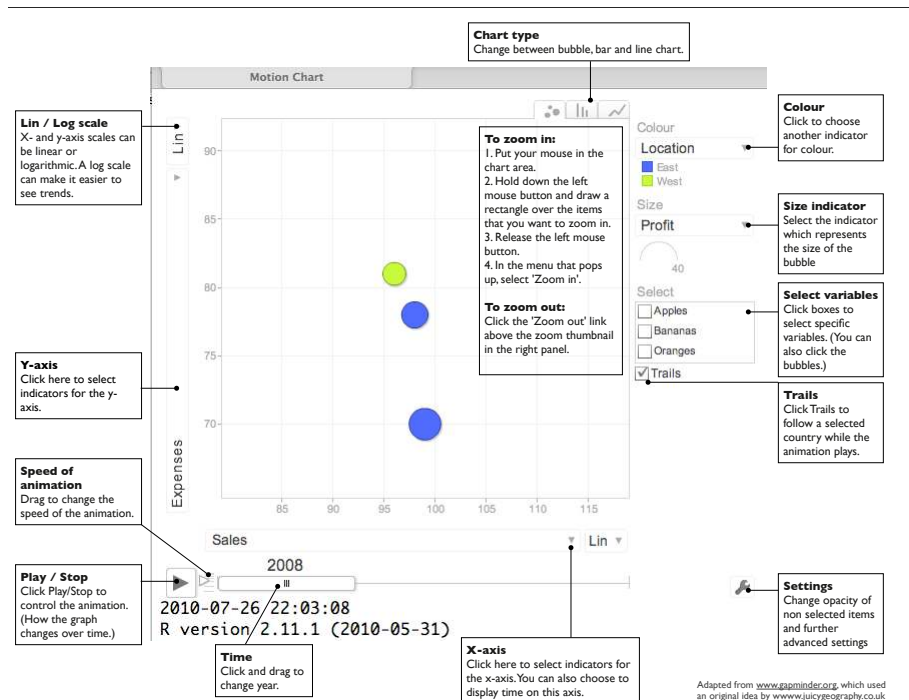 Chart type
Change between bubble, bar and line chart.
Motion Chart
Lin / Log scale
X- and y-axis scales can
be linear or
logarithmic. A log scale
can make it easier to
see trends.
Lin
90
85
80
75
70
Expenses
85
90
95
100
105
110
115
To zoom in:
1. Put your mouse in the
chart area.
2. Hold down the left
mouse button and draw a
rectangle over the items
that you want to zoom in.
3. Release the left mouse
button.
4. In the menu that pops
up, select 'Zoom in'.
To zoom out:
Click the 'Zoom out' link
above the zoom thumbnail
in the right panel.
Colour
Location
East
West
Size
Profit
40
Select
Apples
Bananas
Oranges
Trails
Colour
Click to choose
another indicator
for colour.
Size indicator
Select the indicator
which represents
the size of the
bubble
Select variables
Click boxes to
select specific
variables. (You can
also click the
bubbles.)
Trails
Click Trails to
follow a selected
country while the
animation plays.
Y-axis
Click here to select
indicators for the y-
axis.
Speed of
animation
Drag to change the
speed of the animation.
Sales
Lin
2008
Play / Stop
Click Play/Stop to
control the animation.
(How the graph
changes over time.)
2010-07-26 22:03:08
R version 2.11.1 (2010-05-31)
Time
Click and drag to
change year.
X-axis
Click here to select indicators for
the x-axis. You can also choose to
display time on this axis.
Settings
Change opacity of
non selected items
and further
advanced settings
Adapted from www.gapminder.org, which used
an original idea by wwww.juicygeography.co.uk